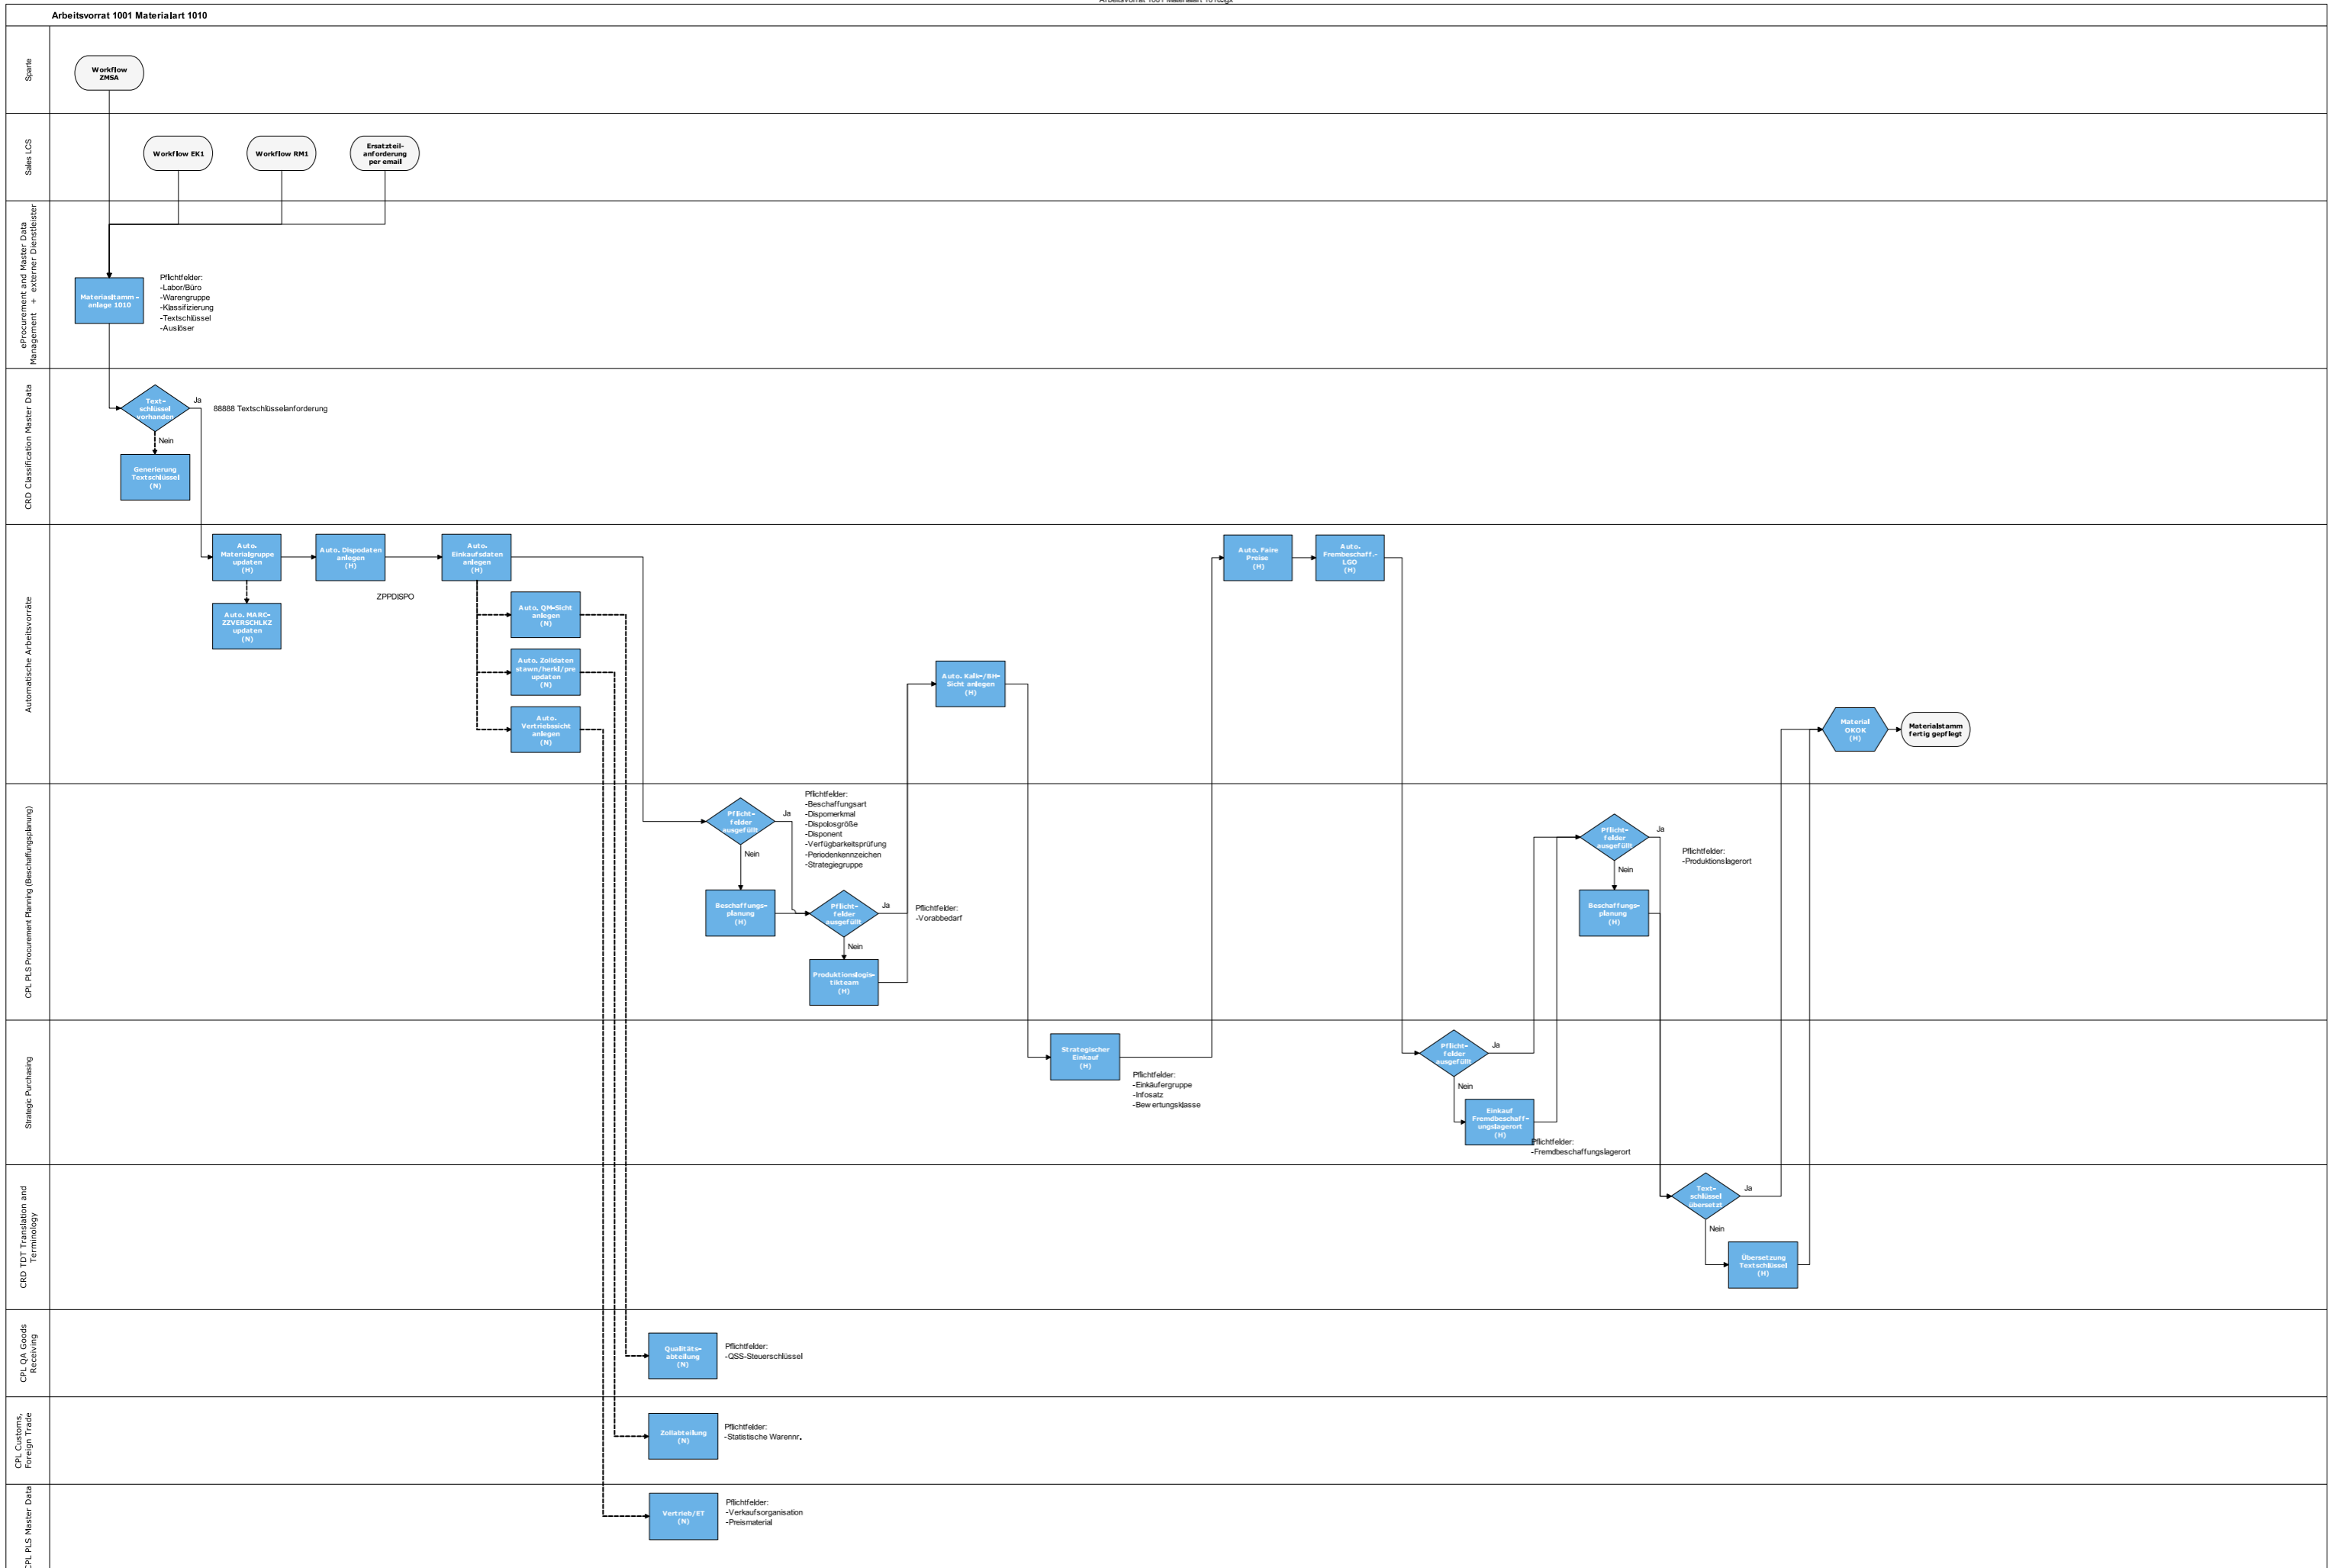 Arbeitsvorrat 1001 Materialart 1010
Sparte
Workflow
ZMSA
Sales LCS
Workflow EK1
Workflow RM1
Ersatzteil-
anforderung
per email
eProcurement and Master Data
Management + externer Dienstleister
Materiasltamm -
anlage 1010
Pflichtfelder:
-Labor/Büro
-Warengruppe
-Klassifizierung
-Textschlüssel
-Auslöser
CRD Classification Master Data
Text-
schlüssel
vorhanden
Ja
88888 Textschlüsselanforderung
Nein
Generierung
Textschlüssel
(N)
Automatische Arbeitsvorräte
Auto.
Materialgruppe
updaten
(H)
Auto. Dispodaten
anlegen
(H)
Auto.
Einkaufsdaten
anlegen
(H)
Auto. MARC-
ZZVERSCHLKZ
updaten
(N)
ZPPDISPO
Auto. QM-Sicht
anlegen
(N)
Auto. Zolldaten
stawn/herkl/pre
updaten
(N)
Auto.
Vertriebssicht
anlegen
(N)
Auto. Kalk-/BH-
Sicht anlegen
(H)
Auto. Faire
Preise
(H)
Auto.
Frembeschaff.-
LGO
(H)
Material
OKOK
(H)
Materialstamm
fertig gepflegt
CPL PLS Procurement Planning (Beschaffungsplanung)
Pflicht-
felder
ausgefüllt
Ja
Nein
Pflichtfelder:
-Beschaffungsart
-Dispomerkmal
-Dispolosgröße
-Disponent
-Verfügbarkeitsprüfung
-Periodenkennzeichen
-Strategiegruppe
Beschaffungs-
planung
(H)
Pflicht-
felder
ausgefüllt
Ja
Nein
Pflichtfelder:
-Vorabbedarf
Produktionslogis-
tikteam
(H)
Pflicht-
felder
ausgefüllt
Ja
Nein
Pflichtfelder:
-Produktionslagerort
Beschaffungs-
planung
(H)
Strategic Purchasing
Strategischer
Einkauf
(H)
Pflichtfelder:
-Einkäufergruppe
-Infosatz
-Bewertungsklasse
Pflicht-
felder
ausgefüllt
Ja
Nein
Einkauf
Fremdbeschaff-
ungslagerort
(H)
Pflichtfelder:
-Fremdbeschaffungslagerort
CRD TDT Translation and
Terminology
Text-
schlüssel
übersetzt
Ja
Nein
Übersetzung
Textschlüssel
(H)
CPL QA Goods
Receiving
Qualitäts-
abteilung
(N)
Pflichtfelder:
-QSS-Steuerschlüssel
CPL Customs,
Foreign Trade
Zollabteilung
(N)
Pflichtfelder:
-Statistische Warennr.
CPL PLS Master Data
Vertrieb/ET
(N)
Pflichtfelder:
-Verkaufsorganisation
-Preismaterial